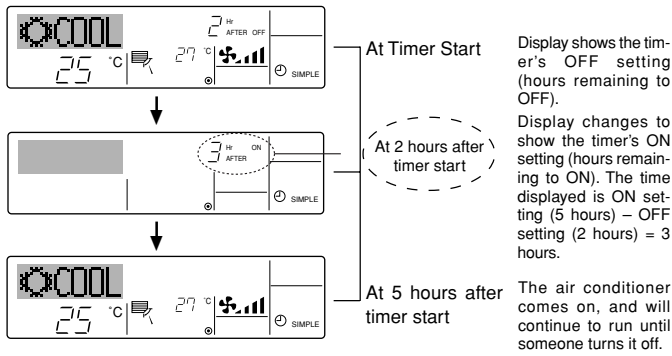 COOL
2 Hr
AFTER OFF
25 °C
27 °C
SIMPLE
At Timer Start
Display shows the tim-
er's OFF setting
(hours remaining to
OFF).
3 Hr ON
AFTER
SIMPLE
At 2 hours after
timer start
Display changes to
show the timer's ON
setting (hours remain-
ing to ON). The time
displayed is ON set-
ting (5 hours) – OFF
setting (2 hours) = 3
hours.
COOL
25 °C
27 °C
SIMPLE
At 5 hours after
timer start
The air conditioner
comes on, and will
continue to run until
someone turns it off.